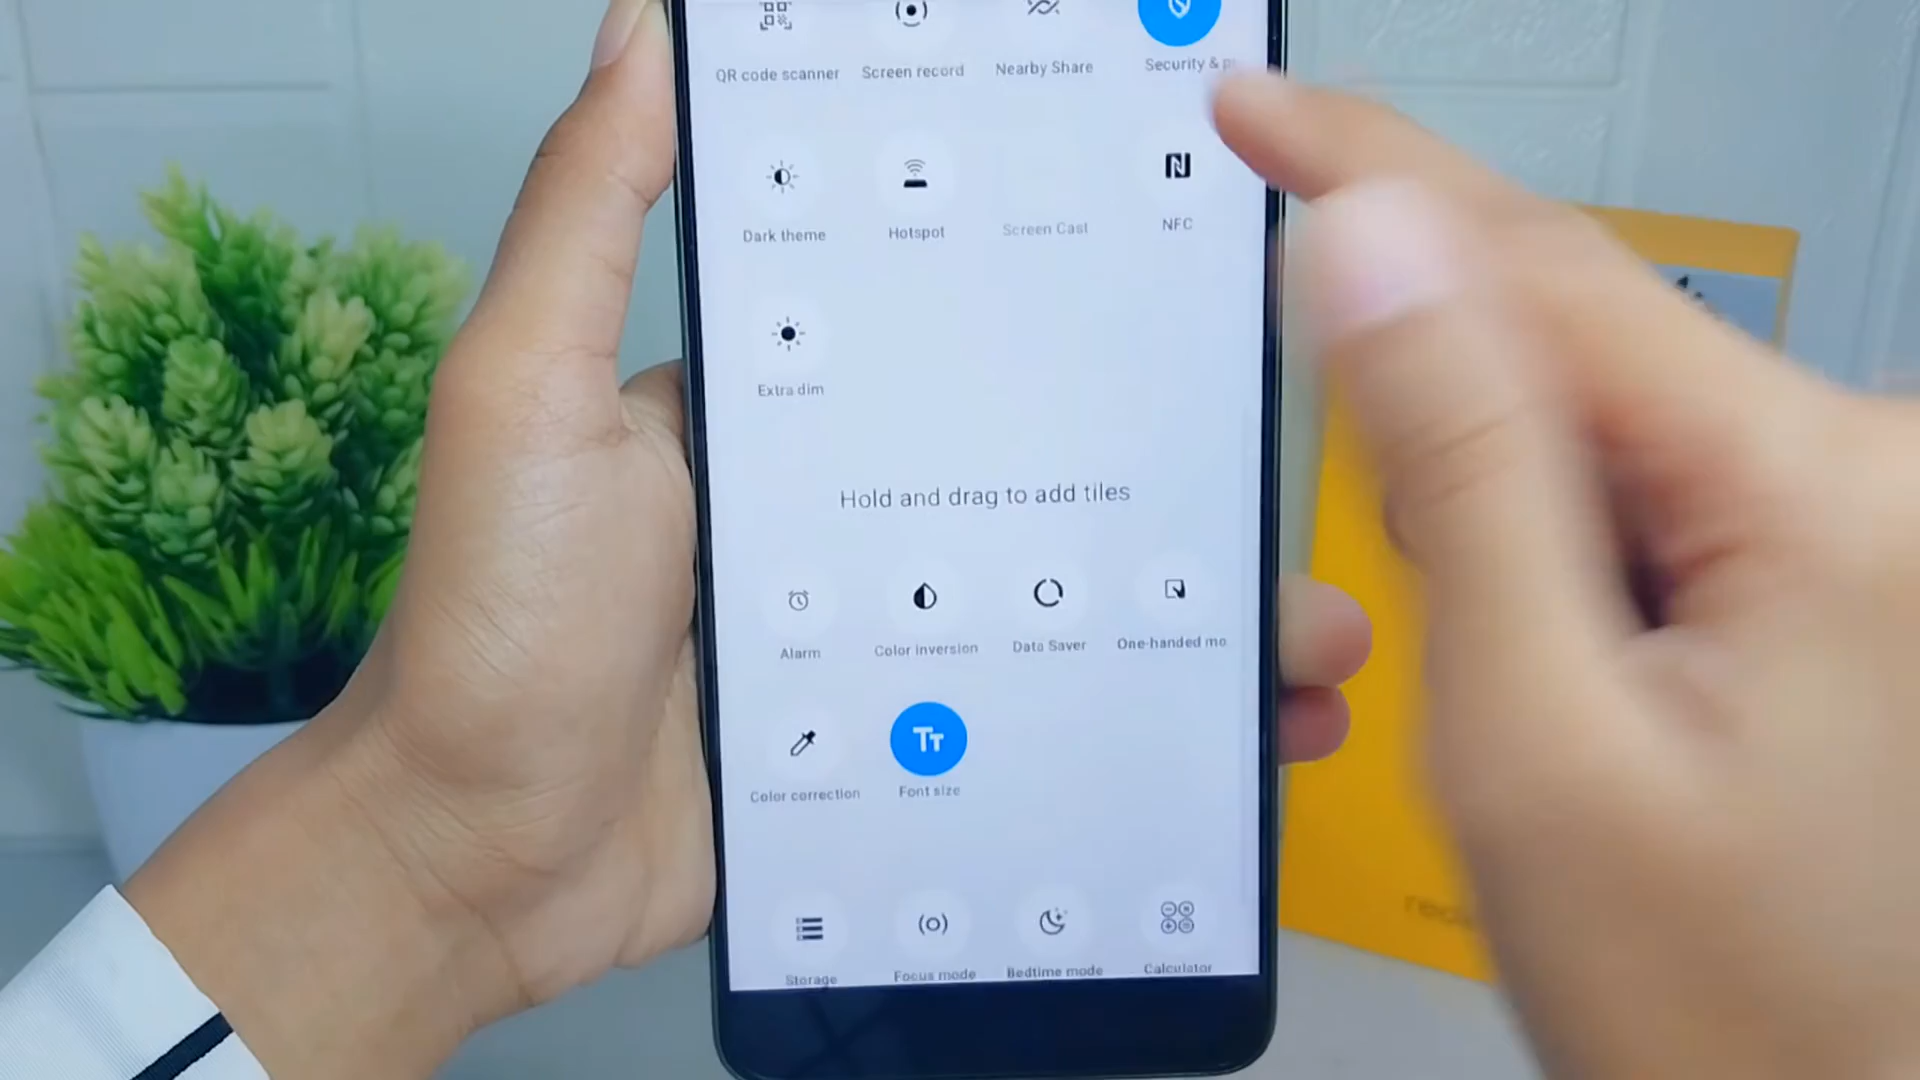 QR code scanner Screen record Nearby Share Security &
Dark theme Hotspot Screen Cast NFC
Extra dim
Hold and drag to add tiles
Alarm Color inversion Data Saver One-handed mo
Tт
Color correction Font size
Storage Focus mode Bedtime mode Calculator